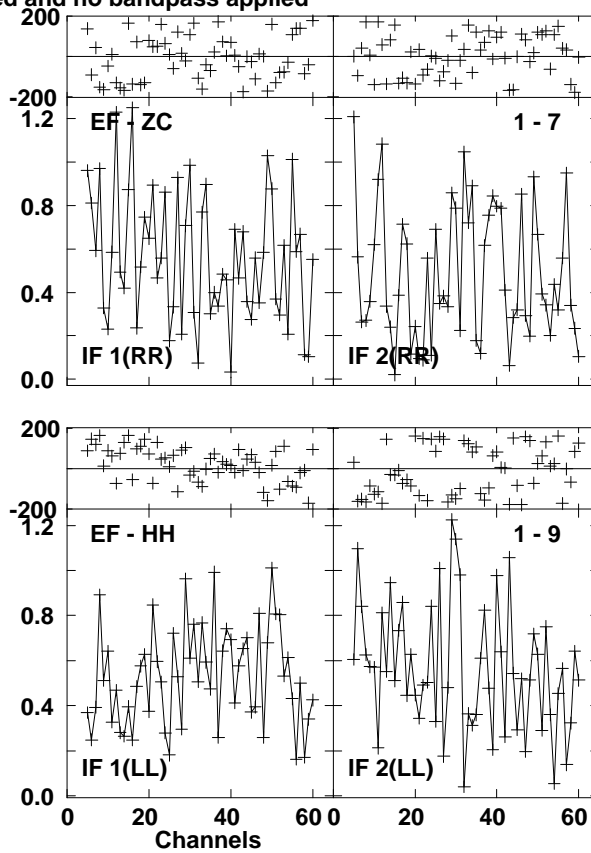 ed and no bandpass applied
200
-200
EF - ZC 1 - 7
1.2
0.8
0.4
IF 1(RR) IF 2(RR)
0.0
200
-200
1.2
EF - HH 1 - 9
0.8
0.4
IF 1(LL) IF 2(LL)
0.0
0 20 40 60 0 20 40 60
Channels